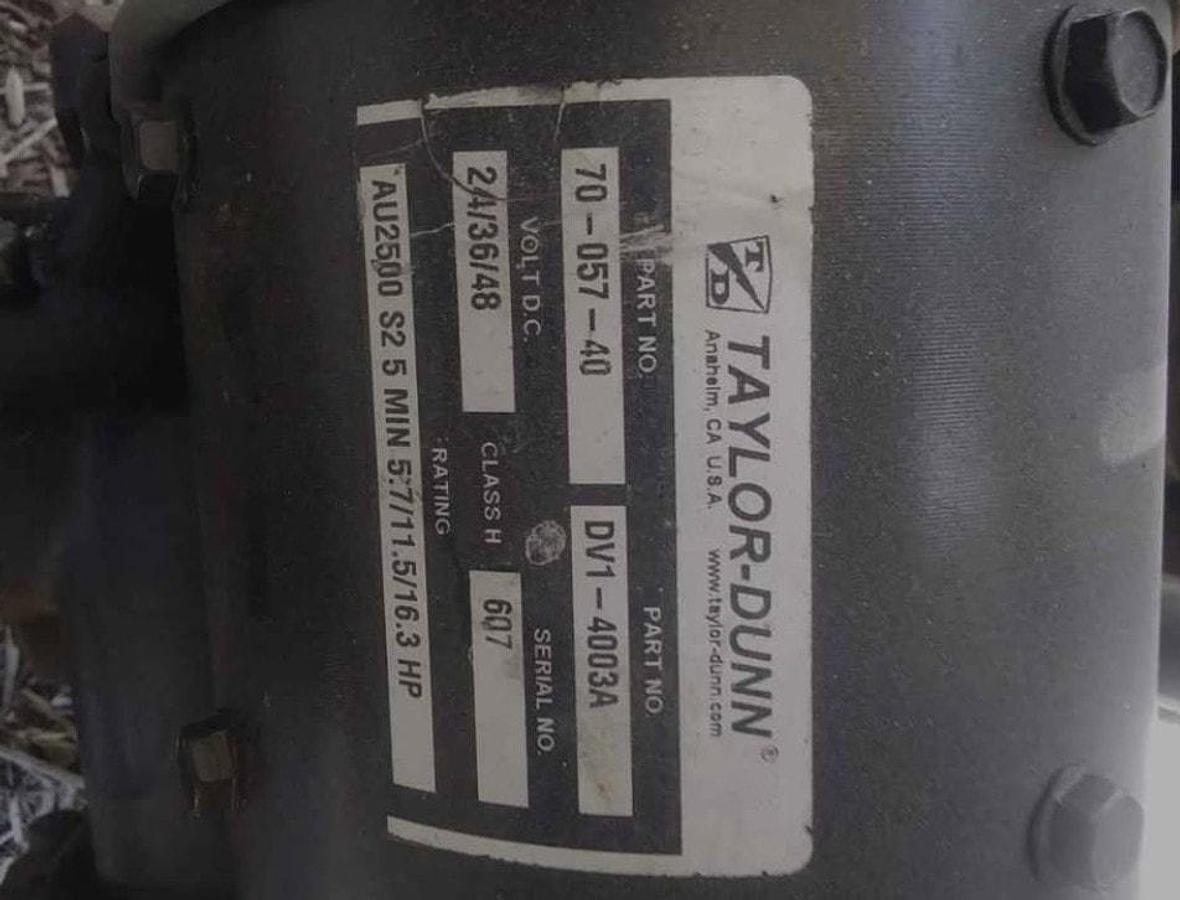 T/D TAYLOR-DUNN®
Anaheim, CA U.S.A. www.taylor-dunn.com
PART NO. PART NO.
70-057-40 DV1-4003A
VOLT D.C. SERIAL NO.
24/36/48 CLASS H 607
RATING
AU2500 S2 5 MIN 5.7/11.5/16.3 HP